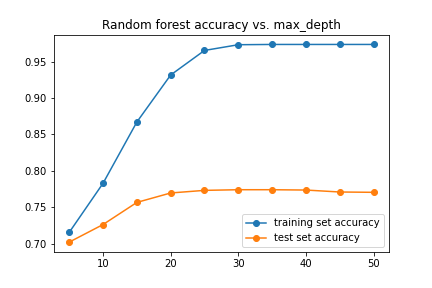 Random forest accuracy vs. max_depth
0.95
0.90
0.85
0.80
0.75
0.70
training set accuracy
test set accuracy
10 20 30 40 50